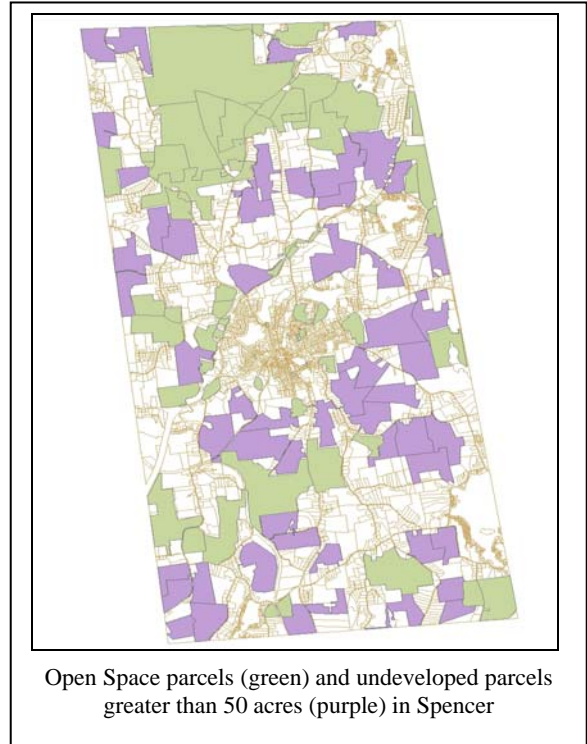 Open Space parcels (green) and undeveloped parcels
greater than 50 acres (purple) in Spencer